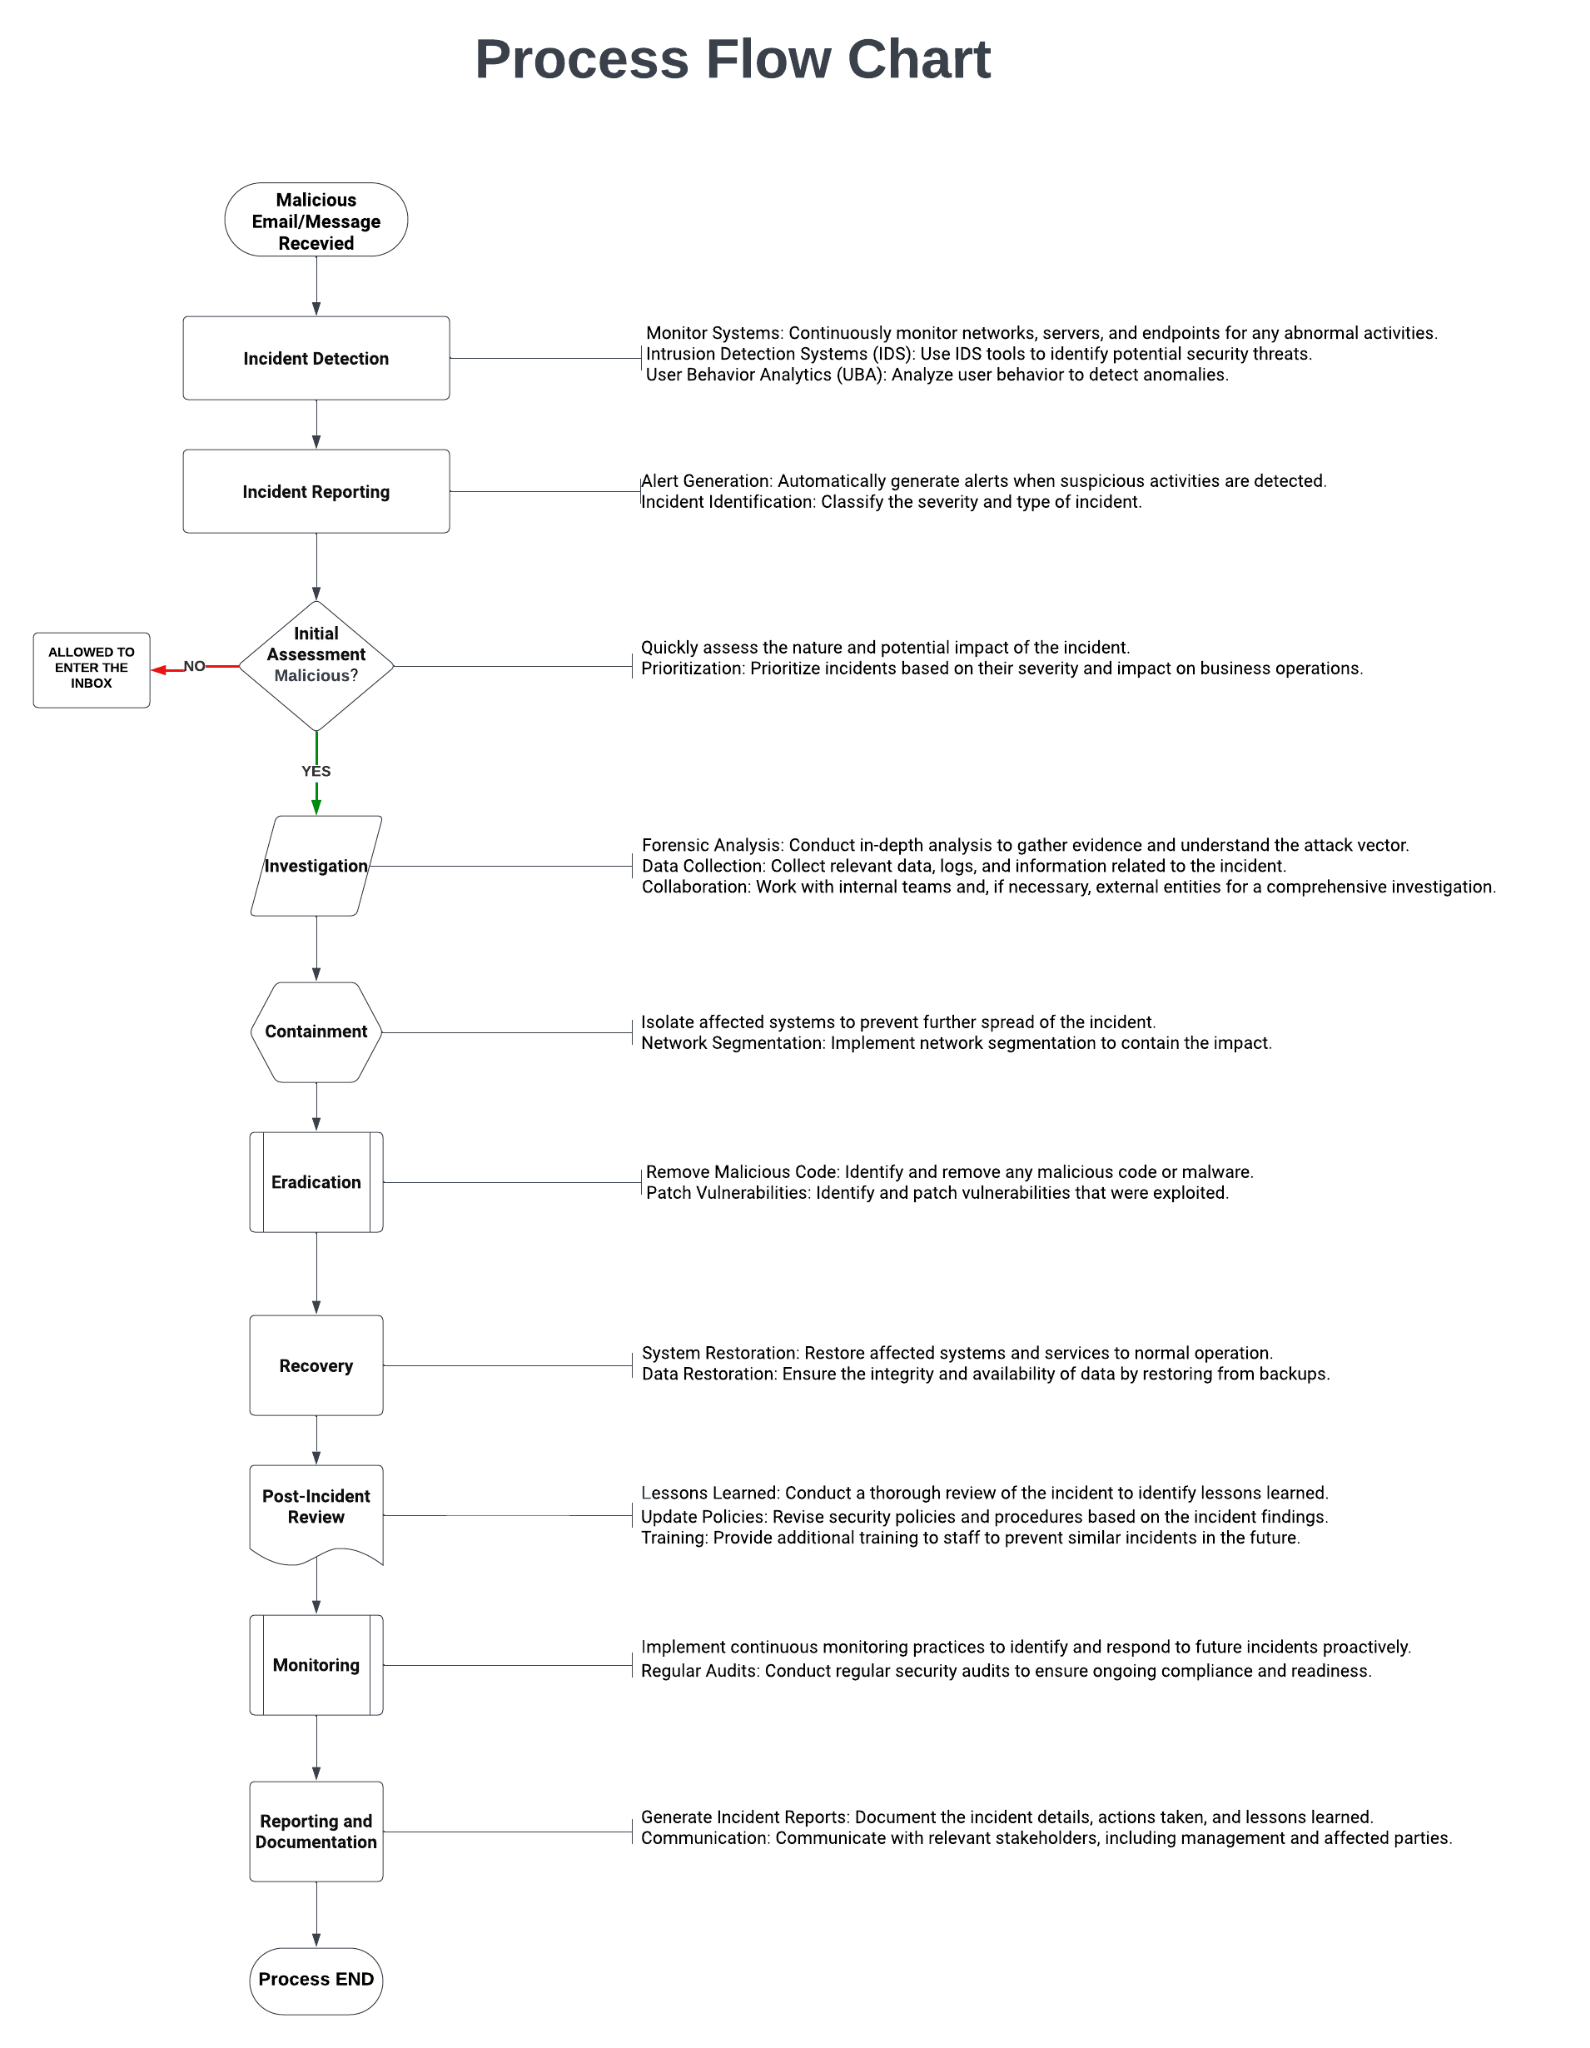 Process Flow Chart
Malicious
Email/Message
Recevied
Incident Detection
Monitor Systems: Continuously monitor networks, servers, and endpoints for any abnormal activities.
Intrusion Detection Systems (IDS): Use IDS tools to identify potential security threats.
User Behavior Analytics (UBA): Analyze user behavior to detect anomalies.
Incident Reporting
Alert Generation: Automatically generate alerts when suspicious activities are detected.
Incident Identification: Classify the severity and type of incident.
Initial
Assessment
Malicious?
NO
ALLOWED TO
ENTER THE
INBOX
Quickly assess the nature and potential impact of the incident.
Prioritization: Prioritize incidents based on their severity and impact on business operations.
YES
Investigation
Forensic Analysis: Conduct in-depth analysis to gather evidence and understand the attack vector.
Data Collection: Collect relevant data, logs, and information related to the incident.
Collaboration: Work with internal teams and, if necessary, external entities for a comprehensive investigation.
Containment
Isolate affected systems to prevent further spread of the incident.
Network Segmentation: Implement network segmentation to contain the impact.
Eradication
Remove Malicious Code: Identify and remove any malicious code or malware.
Patch Vulnerabilities: Identify and patch vulnerabilities that were exploited.
Recovery
System Restoration: Restore affected systems and services to normal operation.
Data Restoration: Ensure the integrity and availability of data by restoring from backups.
Post-Incident
Review
Lessons Learned: Conduct a thorough review of the incident to identify lessons learned.
Update Policies: Revise security policies and procedures based on the incident findings.
Training: Provide additional training to staff to prevent similar incidents in the future.
Monitoring
Implement continuous monitoring practices to identify and respond to future incidents proactively.
Regular Audits: Conduct regular security audits to ensure ongoing compliance and readiness.
Reporting and
Documentation
Generate Incident Reports: Document the incident details, actions taken, and lessons learned.
Communication: Communicate with relevant stakeholders, including management and affected parties.
Process END